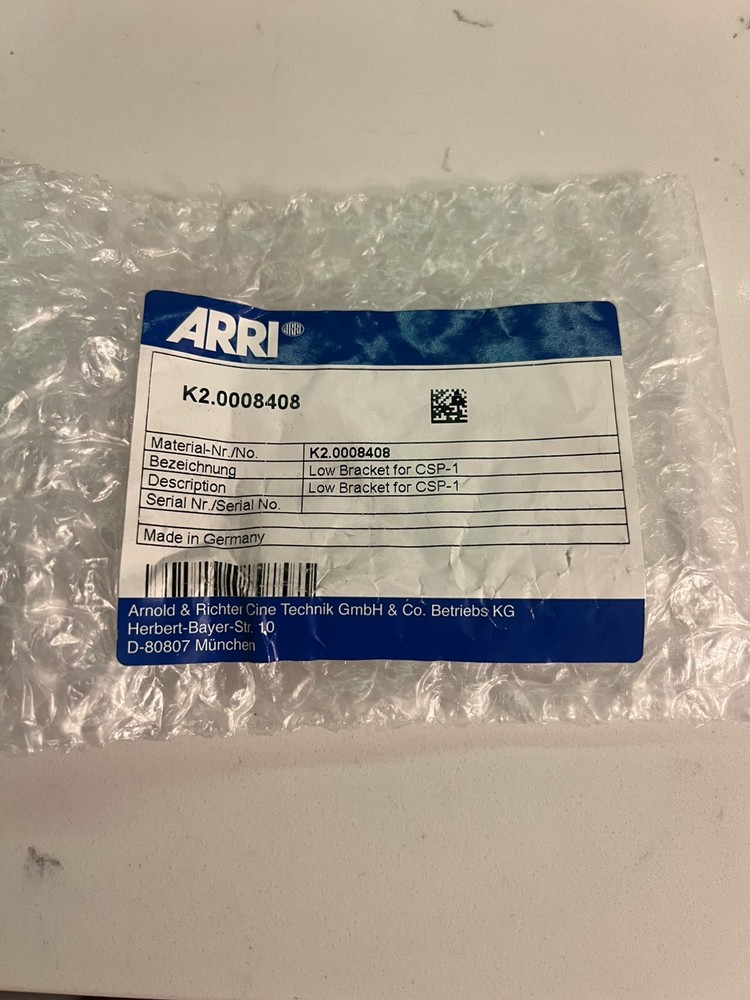 ARRI ARRI
K2.0008408
Material-Nr./No. K2.0008408
Bezeichnung Low Bracket for CSP-1
Description Low Bracket for CSP-1
Serial Nr./Serial No.
Made in Germany
Arnold & Richter Cine Technik GmbH & Co. Betriebs KG
Herbert-Bayer-Str. 10
D-80807 München